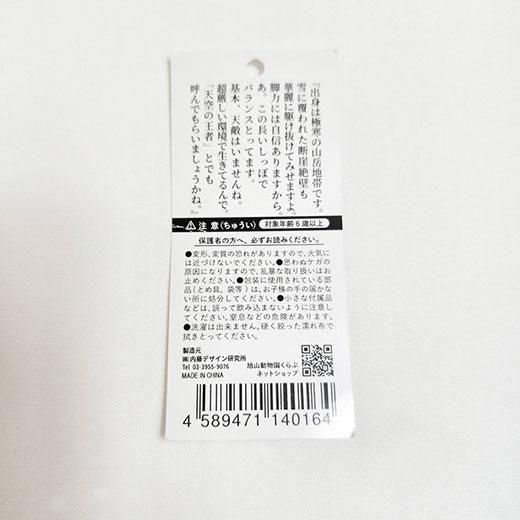 『出身は極寒の山岳地帯です。
雪に覆われた断崖絶壁も
華麗に駆け抜けてみせますよ。
脚力には自信ありますから。
あ、この長いしっぽで
バランスとってます。
基本、天敵はいませんね。
超厳しい環境で生きてるんで。
「天空の王者」とでも
呼んでもらいましょうかね。』
注意(ちゅうい) 対象年齢6歳以上
保護者の方へ、必ずお読みください。
●変形、変質の恐れがありますので、火気に
は近づけないでください。●思わぬケガの
原因になりますので、乱暴な取り扱いはお
止めください。●包装に使用されている部
品(とめ具、袋等)は、お子様の手の届かな
い所に処分してください。●小さな付属品
などは、誤って飲み込まないように注意し
てください。窒息などの危険があります。
●洗濯は出来ません。硬く絞った濡れ布で
拭きとってください。
製造元
㈱内藤デザイン研究所
Tel 03-3955-9076
MADE IN CHINA
旭山動物園くらぶ
ネットショップ
4 589471 140164